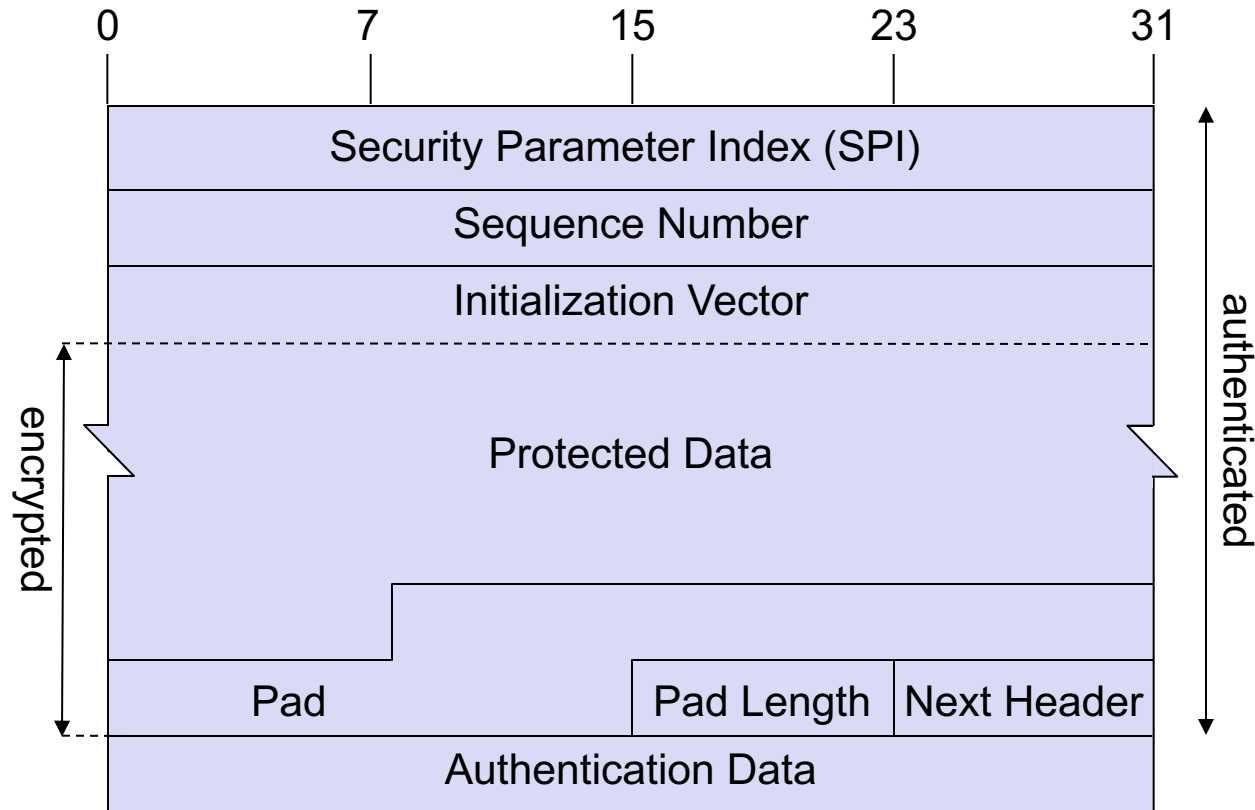 0 7 15 23 31
Security Parameter Index (SPI)
Sequence Number
Initialization Vector
authenticated
encrypted
Protected Data
Pad Pad Length Next Header
Authentication Data